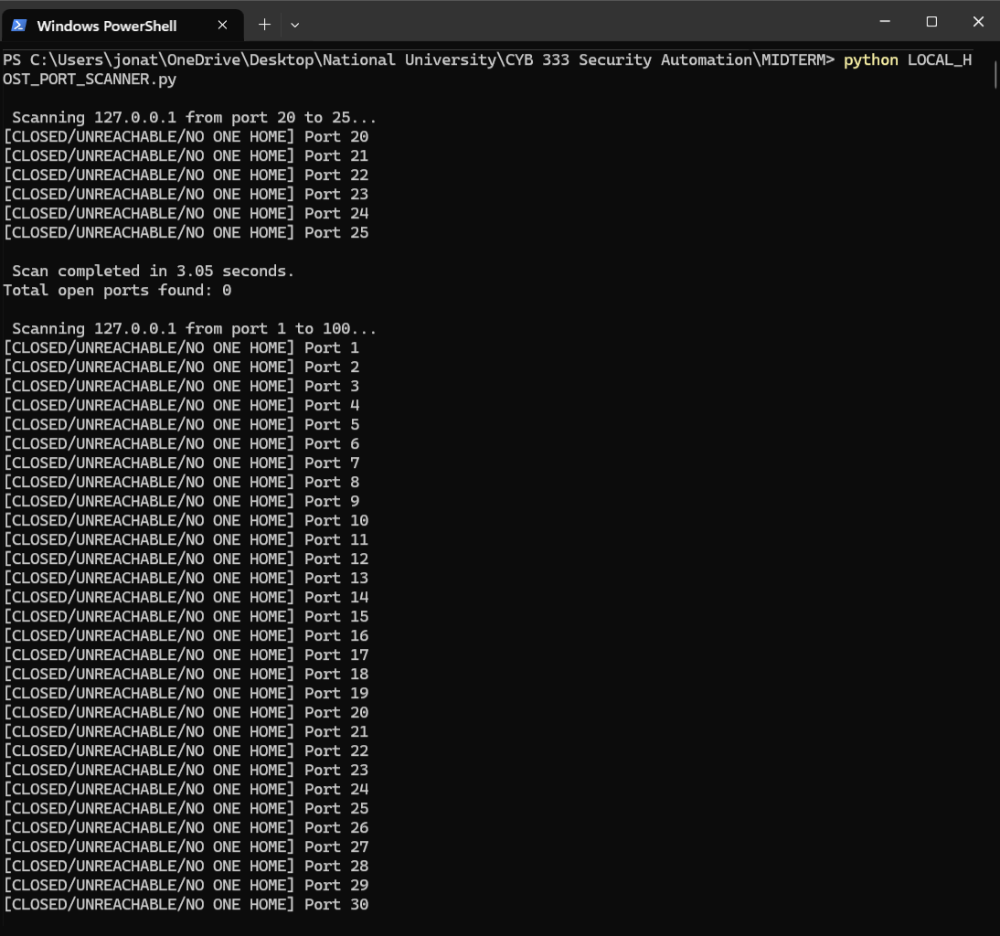 Windows PowerShell
PS C:\Users\jonat\OneDrive\Desktop\National University\CYB 333 Security Automation\MIDTERM> python LOCAL_H
OST_PORT_SCANNER.py
Scanning 127.0.0.1 from port 20 to 25...
[CLOSED/UNREACHABLE/NO ONE HOME] Port 20
[CLOSED/UNREACHABLE/NO ONE HOME] Port 21
[CLOSED/UNREACHABLE/NO ONE HOME] Port 22
[CLOSED/UNREACHABLE/NO ONE HOME] Port 23
[CLOSED/UNREACHABLE/NO ONE HOME] Port 24
[CLOSED/UNREACHABLE/NO ONE HOME] Port 25
Scan completed in 3.05 seconds.
Total open ports found: 0
Scanning 127.0.0.1 from port 1 to 100...
[CLOSED/UNREACHABLE/NO ONE HOME] Port 1
[CLOSED/UNREACHABLE/NO ONE HOME] Port 2
[CLOSED/UNREACHABLE/NO ONE HOME] Port 3
[CLOSED/UNREACHABLE/NO ONE HOME] Port 4
[CLOSED/UNREACHABLE/NO ONE HOME] Port 5
[CLOSED/UNREACHABLE/NO ONE HOME] Port 6
[CLOSED/UNREACHABLE/NO ONE HOME] Port 7
[CLOSED/UNREACHABLE/NO ONE HOME] Port 8
[CLOSED/UNREACHABLE/NO ONE HOME] Port 9
[CLOSED/UNREACHABLE/NO ONE HOME] Port 10
[CLOSED/UNREACHABLE/NO ONE HOME] Port 11
[CLOSED/UNREACHABLE/NO ONE HOME] Port 12
[CLOSED/UNREACHABLE/NO ONE HOME] Port 13
[CLOSED/UNREACHABLE/NO ONE HOME] Port 14
[CLOSED/UNREACHABLE/NO ONE HOME] Port 15
[CLOSED/UNREACHABLE/NO ONE HOME] Port 16
[CLOSED/UNREACHABLE/NO ONE HOME] Port 17
[CLOSED/UNREACHABLE/NO ONE HOME] Port 18
[CLOSED/UNREACHABLE/NO ONE HOME] Port 19
[CLOSED/UNREACHABLE/NO ONE HOME] Port 20
[CLOSED/UNREACHABLE/NO ONE HOME] Port 21
[CLOSED/UNREACHABLE/NO ONE HOME] Port 22
[CLOSED/UNREACHABLE/NO ONE HOME] Port 23
[CLOSED/UNREACHABLE/NO ONE HOME] Port 24
[CLOSED/UNREACHABLE/NO ONE HOME] Port 25
[CLOSED/UNREACHABLE/NO ONE HOME] Port 26
[CLOSED/UNREACHABLE/NO ONE HOME] Port 27
[CLOSED/UNREACHABLE/NO ONE HOME] Port 28
[CLOSED/UNREACHABLE/NO ONE HOME] Port 29
[CLOSED/UNREACHABLE/NO ONE HOME] Port 30